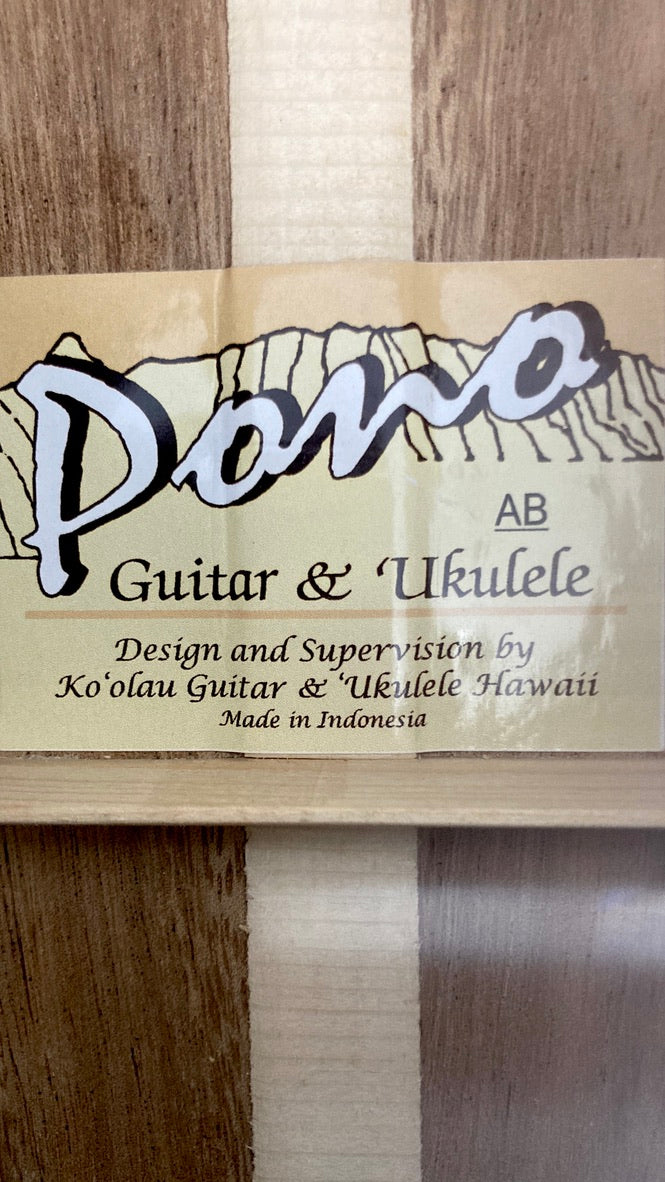 Pono
AB
Guitar & ‘Ukulele
Design and Supervision by
Ko‘olau Guitar & ‘Ukulele Hawaii
Made in Indonesia